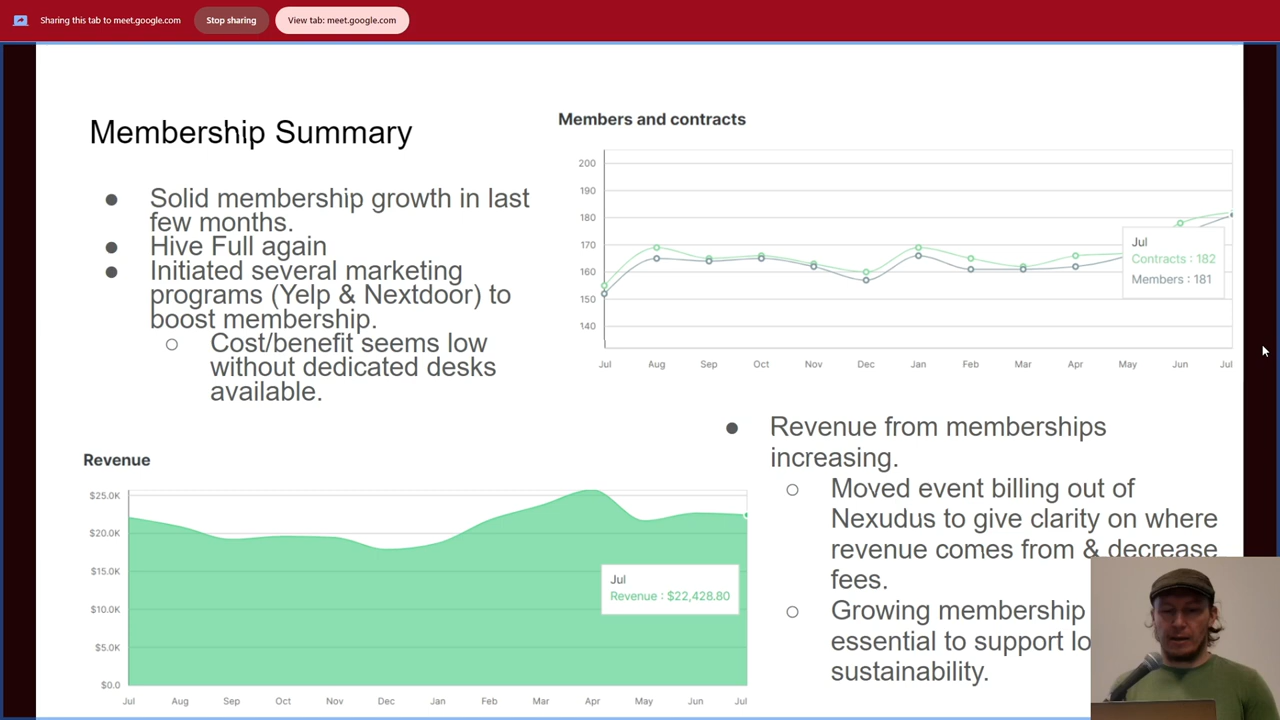 Sharing this tab to meet.google.com
Stop sharing
View tab: meet.google.com
Membership Summary
● Solid membership growth in last
few months.
● Hive Full again
● Initiated several marketing
programs (Yelp & Nextdoor) to
boost membership.
○ Cost/benefit seems low
without dedicated desks
available.
Members and contracts
200
190
180
170
160
150
140
Jul Aug Sep Oct Nov Dec Jan Feb Mar Apr May Jun Jul
Jul
Contracts : 182
Members : 181
Revenue
$25.0K
$20.0K
$15.0K
$10.0K
$5.0K
$0.0
Jul Aug Sep Oct Nov Dec Jan Feb Mar Apr May Jun Jul
Jul
Revenue : $22,428.80
● Revenue from memberships
increasing.
○ Moved event billing out of
Nexudus to give clarity on where
revenue comes from & decrease
fees.
○ Growing membership
essential to support
sustainability.